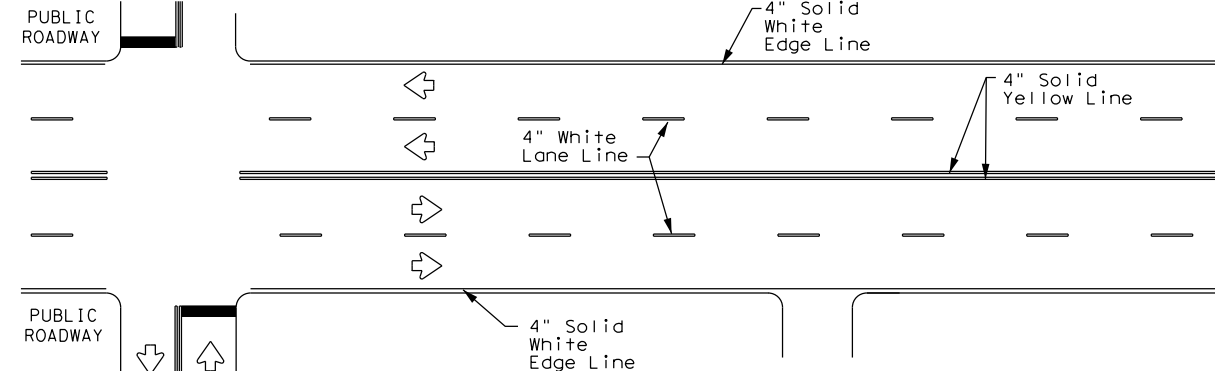 PUBLIC
ROADWAY
4" Solid
White
Edge Line
4" Solid
Yellow Line
4" White
Lane Line
PUBLIC
ROADWAY
4" Solid
White
Edge Line